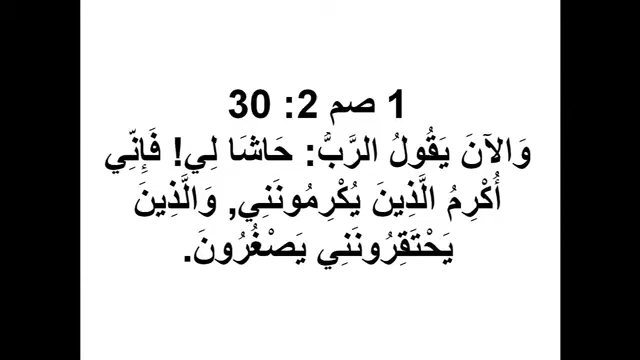 1 صم 2: 30
وَالآنَ يَقُولُ الرَّبُّ: حَاشَا لِي! فَإِنِّي
أُكْرِمُ الَّذِينَ يُكْرِمُونَنِي, وَالَّذِينَ
يَحْتَقِرُونَنِي يَصْغُرُونَ.